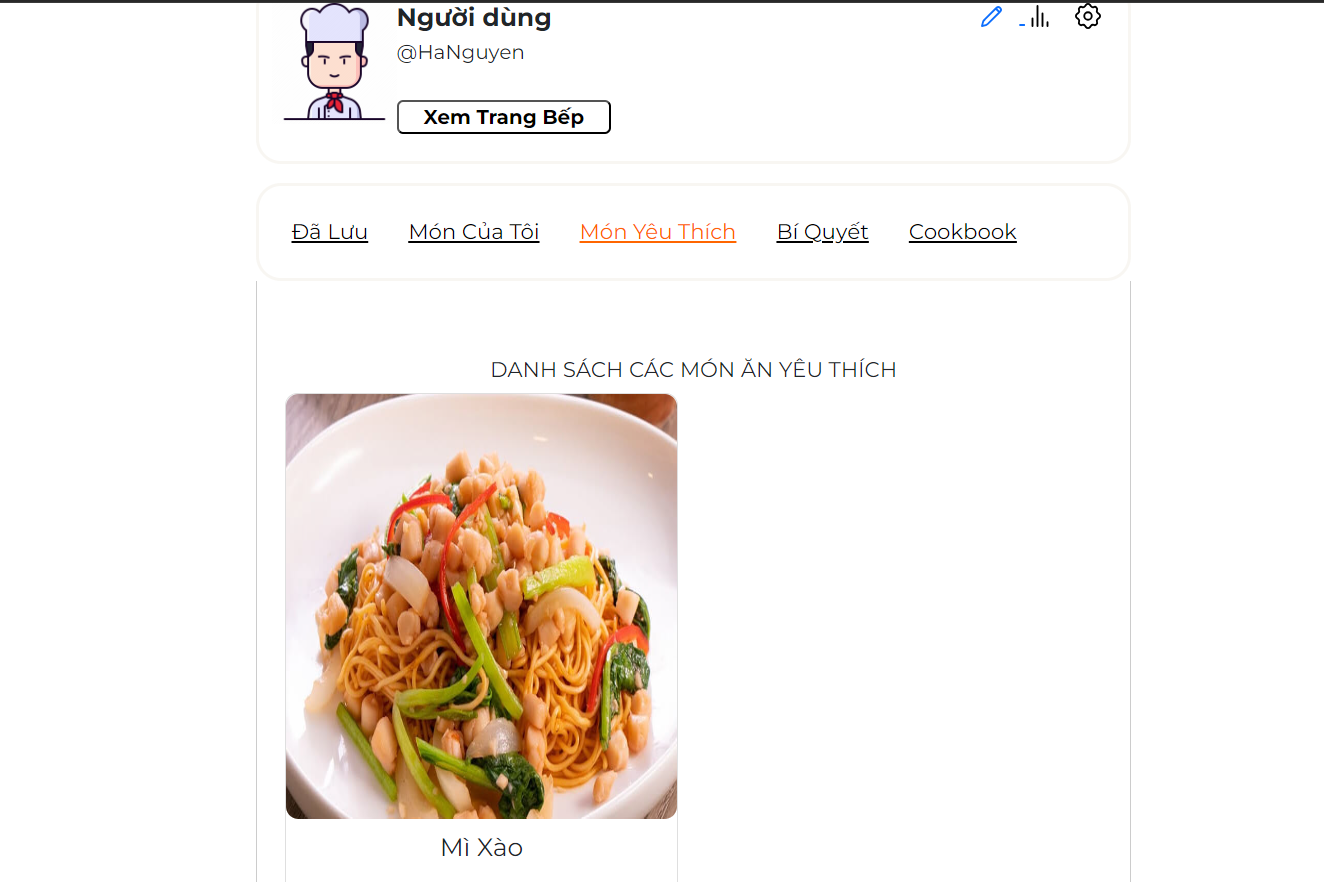 Người dùng
@HaNguyen
Xem Trang Bếp
Đã Lưu Món Của Tôi Món Yêu Thích Bí Quyết Cookbook
DANH SÁCH CÁC MÓN ĂN YÊU THÍCH
Mì Xào